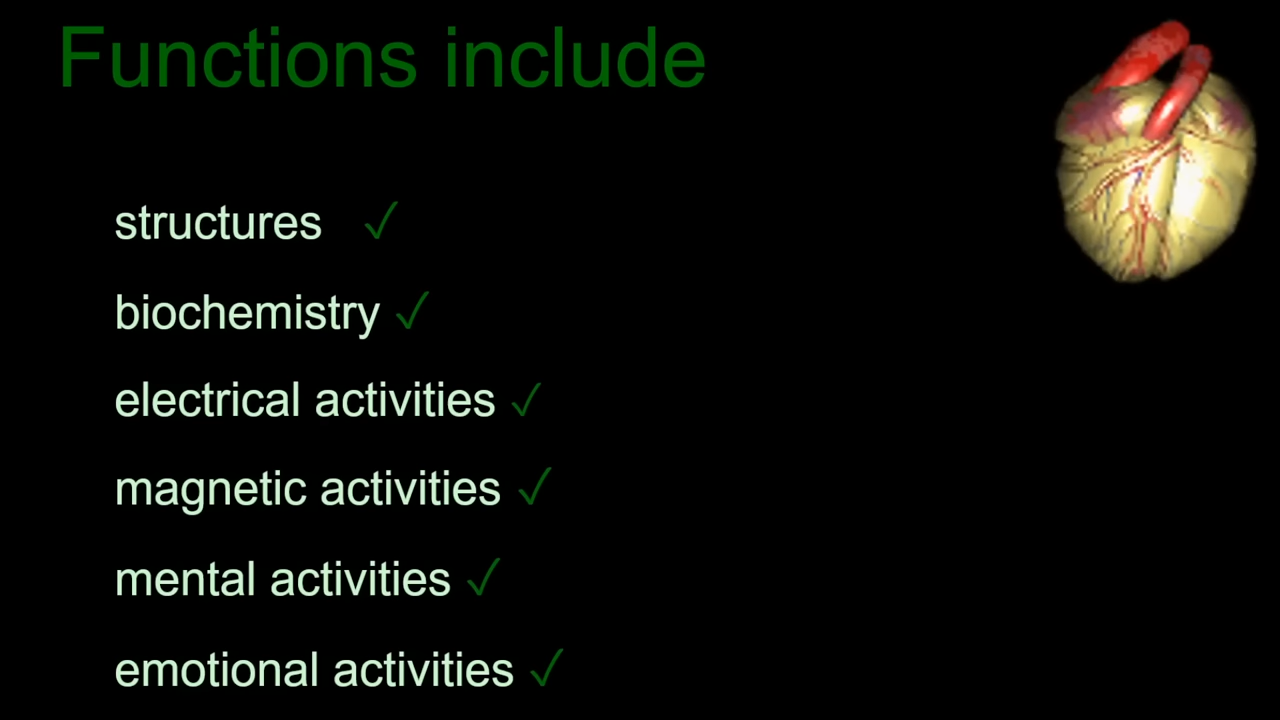 Functions include
structures ✓
biochemistry ✓
electrical activities ✓
magnetic activities ✓
mental activities ✓
emotional activities ✓